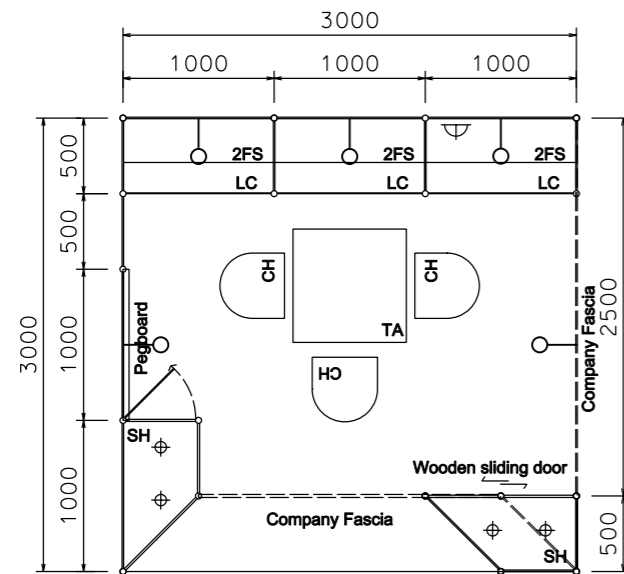 3000
1000 1000 1000
500
2FS 2FS 2FS
LC LC LC
500
CH
CH
TA
CH
Pegboard
1000
3000
Company Fascia
2500
SH
Wooden sliding door
Company Fascia
1000
SH
500